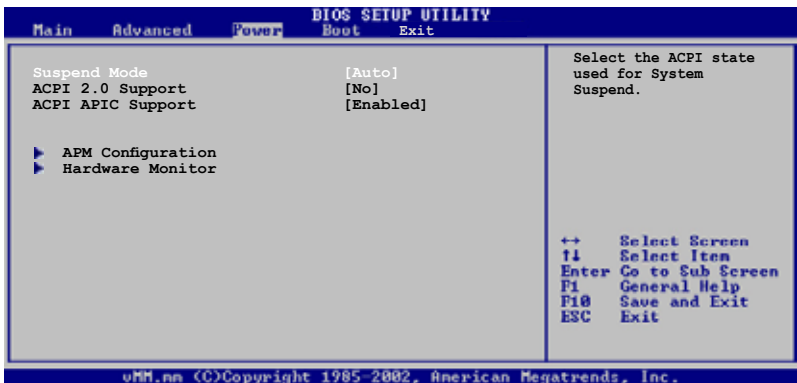 BIOS SETUP UTILITY
Main Advanced Power Boot Exit
Suspend Mode [Auto]
ACPI 2.0 Support [No]
ACPI APIC Support [Enabled]
APM Configuration
Hardware Monitor
Select the ACPI state
used for System
Suspend.
↔ Select Screen
↑↓ Select Item
Enter Go to Sub Screen
F1 General Help
F10 Save and Exit
ESC Exit
vMM.mm (C)Copyright 1985-2002, American Megatrends, Inc.